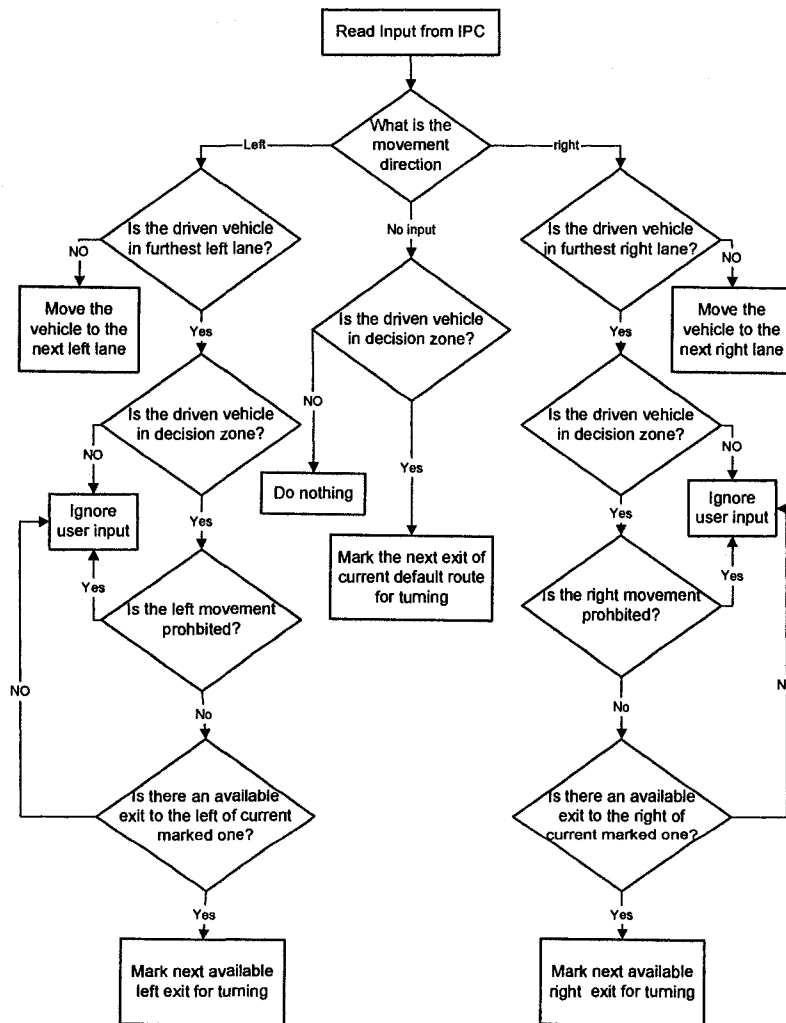 Read Input from IPC
What is the
movement
direction
Left
right
No input
Is the driven vehicle
in furthest left lane?
Is the driven vehicle
in furthest right lane?
NO
NO
Move the
vehicle to the
next left lane
Yes
Is the driven vehicle
in decision zone?
Yes
Move the
vehicle to the
next right lane
Is the driven vehicle
in decision zone?
NO
Is the driven vehicle
in decision zone?
NO
Yes
NO
Do nothing
Ignore
user input
Yes
Ignore
user input
Yes
Mark the next exit of
current default route
for turning
Yes
Is the left movement
prohbited?
Yes
Is the right movement
prohbited?
NO
No
No
N
Is there an available
exit to the left of current
marked one?
Is there an available
exit to the right of
current marked one?
Yes
Yes
Mark next available
left exit for turning
Mark next available
right exit for turning